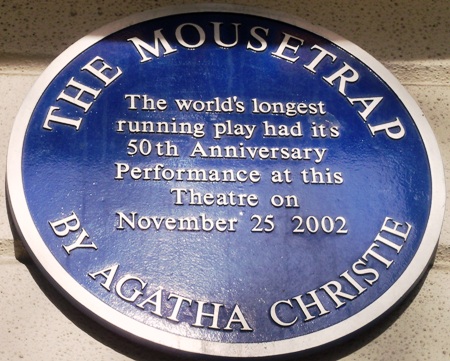 THE MOUSETRAP
The world's longest
running play had its
50th Anniversary
Performance at this
Theatre on
November 25 2002
BY AGATHA CHRISTIE